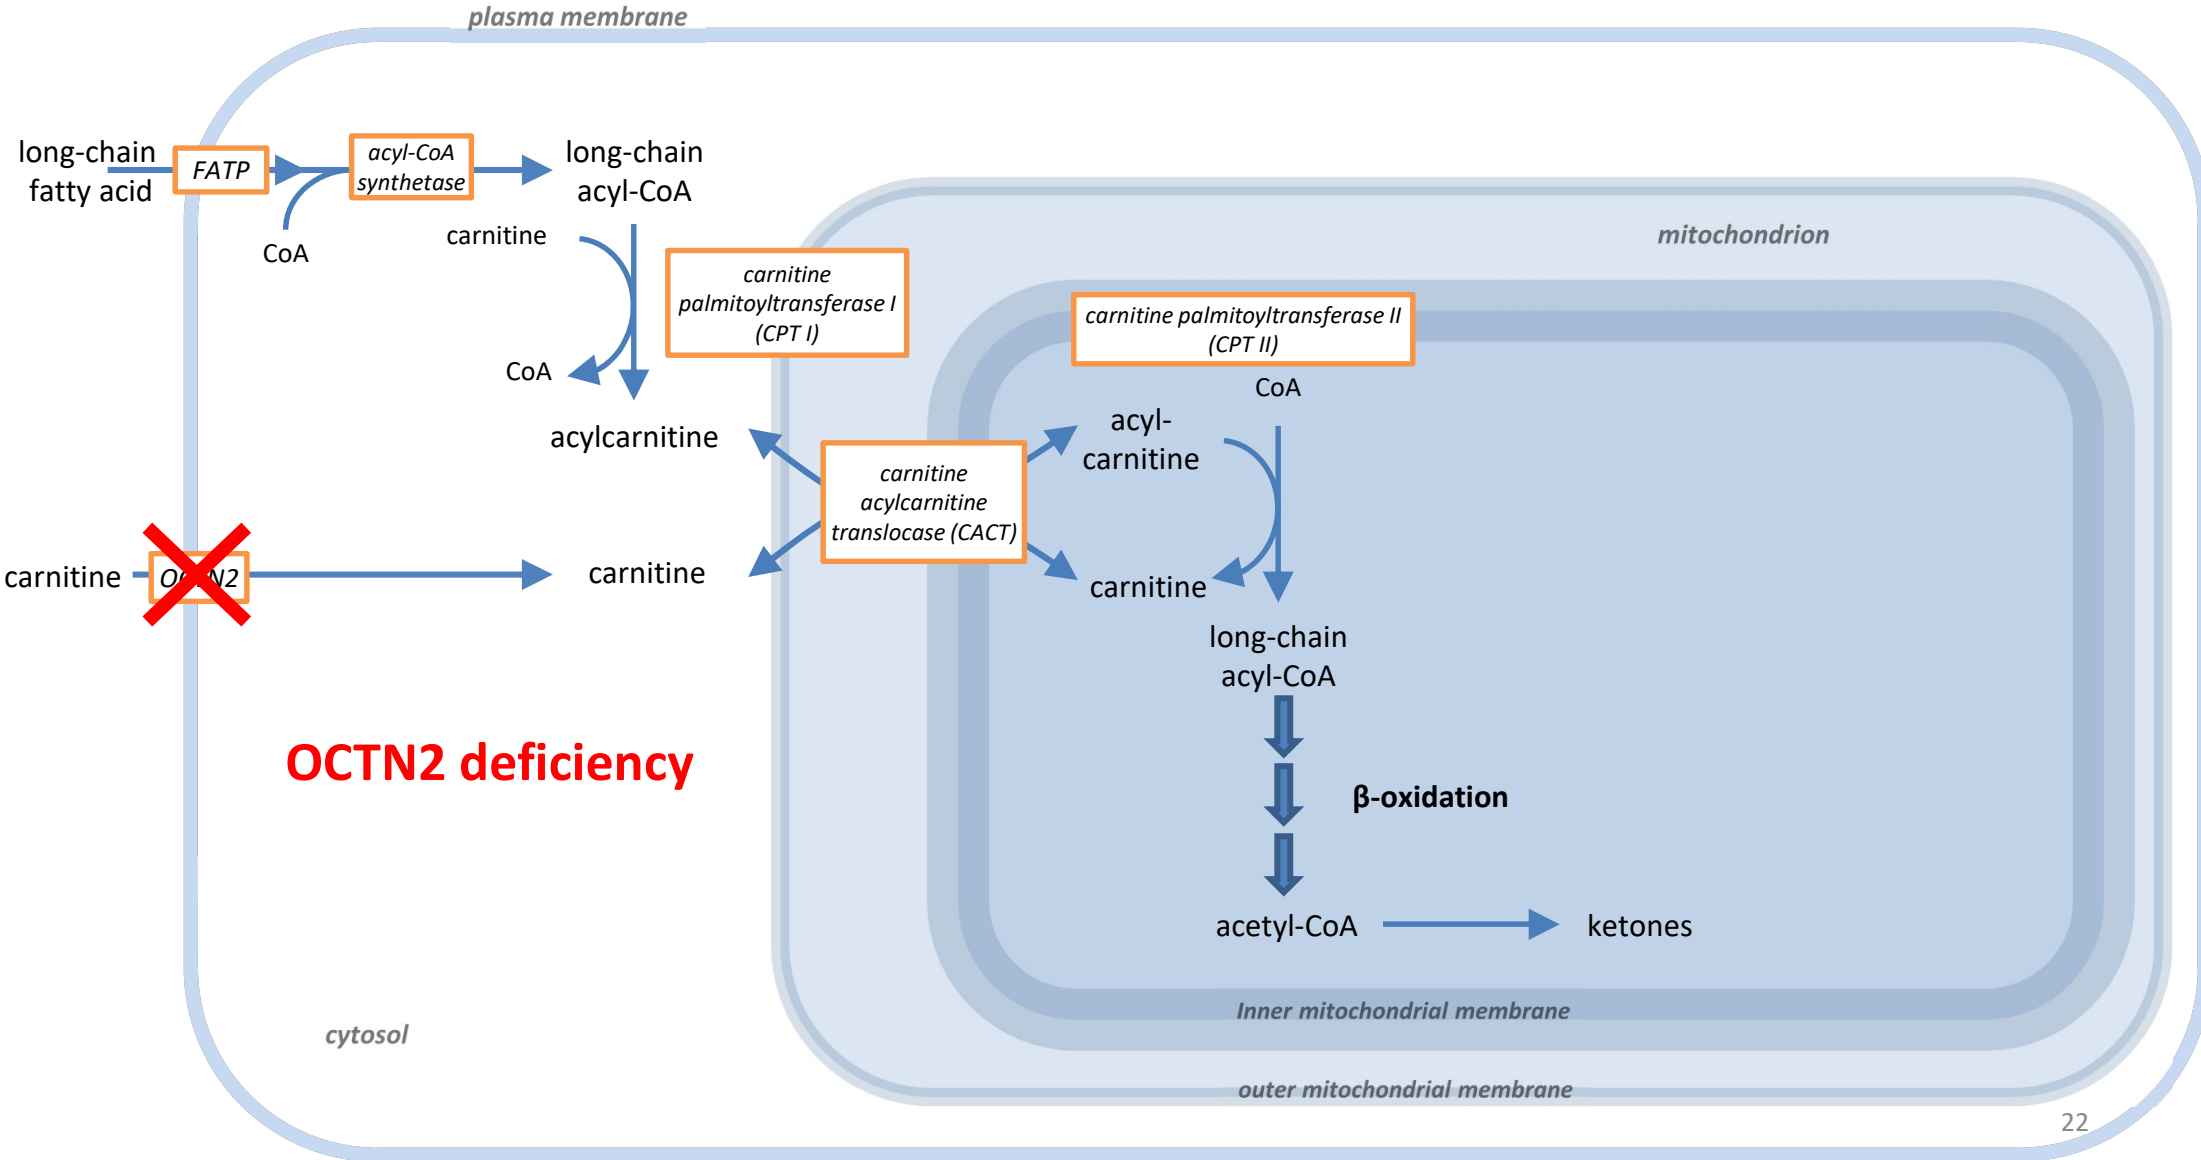 plasma membrane
long-chain
fatty acid
FATP
acyl-CoA
synthetase
long-chain
acyl-CoA
CoA
carnitine
mitochondrion
carnitine
palmitoyltransferase I
(CPT I)
carnitine palmitoyltransferase II
(CPT II)
CoA
CoA
acylcarnitine
acyl-
carnitine
carnitine
acylcarnitine
translocase (CACT)
carnitine
OCTN2
carnitine
carnitine
long-chain
acyl-CoA
OCTN2 deficiency
β-oxidation
acetyl-CoA
ketones
Inner mitochondrial membrane
cytosol
outer mitochondrial membrane
22